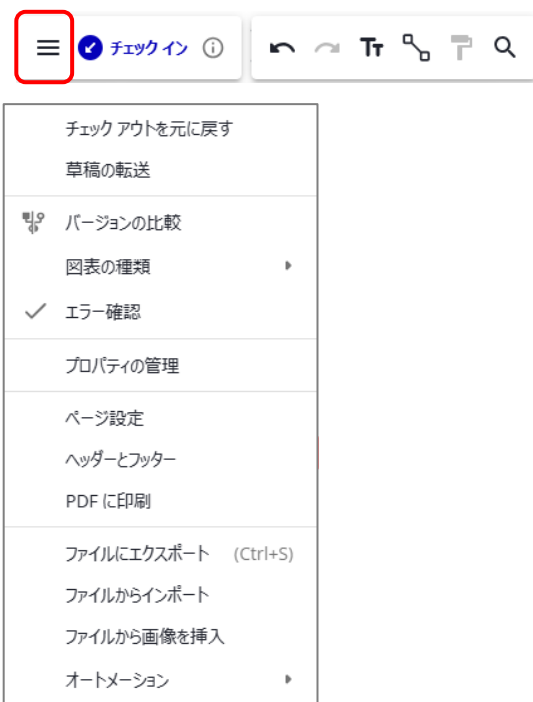 チェック イン
チェック アウトを元に戻す
草稿の転送
バージョンの比較
図表の種類
エラー確認
プロパティの管理
ページ設定
ヘッダーとフッター
PDF に印刷
ファイルにエクスポート (Ctrl+S)
ファイルからインポート
ファイルから画像を挿入
オートメーション